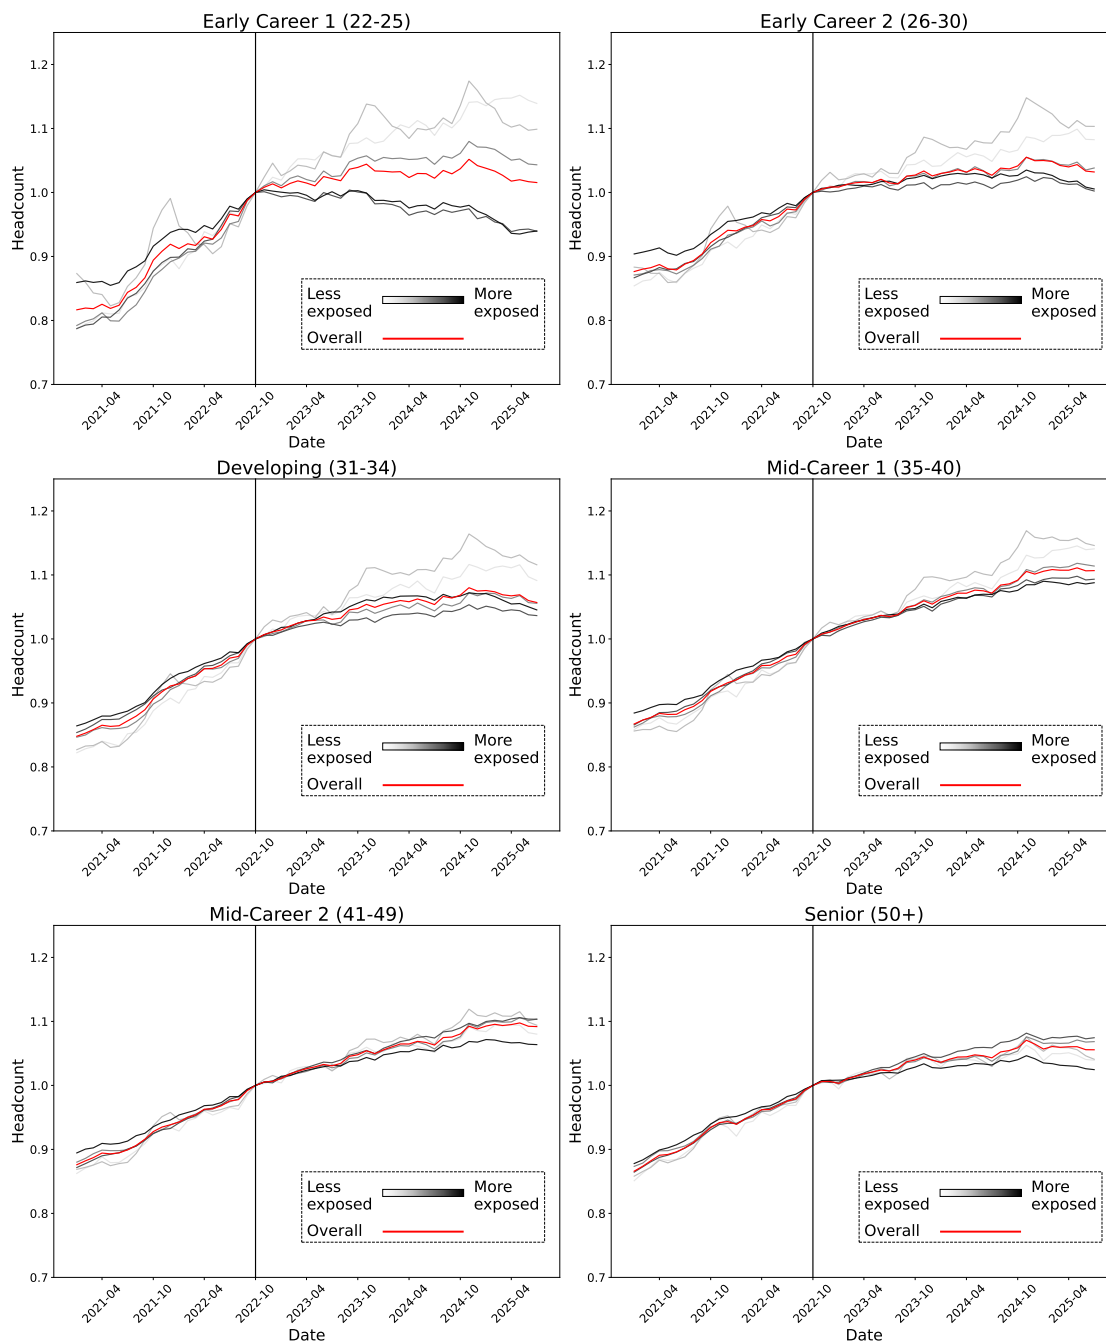 Early Career 1 (22-25)
Headcount
1.2
1.1
1.0
0.9
0.8
0.7
Less exposed
More exposed
Overall
2021-04
2021-10
2022-04
2022-10
2023-04
2023-10
2024-04
2024-10
2025-04
Date
Early Career 2 (26-30)
Headcount
1.2
1.1
1.0
0.9
0.8
0.7
Less exposed
More exposed
Overall
2021-04
2021-10
2022-04
2022-10
2023-04
2023-10
2024-04
2024-10
2025-04
Date
Developing (31-34)
Headcount
1.2
1.1
1.0
0.9
0.8
0.7
Less exposed
More exposed
Overall
2021-04
2021-10
2022-04
2022-10
2023-04
2023-10
2024-04
2024-10
2025-04
Date
Mid-Career 1 (35-40)
Headcount
1.2
1.1
1.0
0.9
0.8
0.7
Less exposed
More exposed
Overall
2021-04
2021-10
2022-04
2022-10
2023-04
2023-10
2024-04
2024-10
2025-04
Date
Mid-Career 2 (41-49)
Headcount
1.2
1.1
1.0
0.9
0.8
0.7
Less exposed
More exposed
Overall
2021-04
2021-10
2022-04
2022-10
2023-04
2023-10
2024-04
2024-10
2025-04
Date
Senior (50+)
Headcount
1.2
1.1
1.0
0.9
0.8
0.7
Less exposed
More exposed
Overall
2021-04
2021-10
2022-04
2022-10
2023-04
2023-10
2024-04
2024-10
2025-04
Date